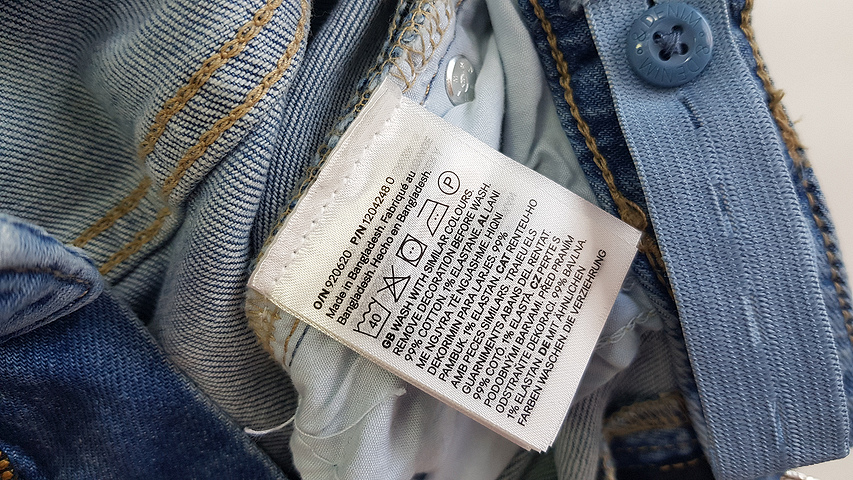 O/N 920620 P/N 1204248 0
Made in Bangladesh. Fabriqué au
Bangladesh. Hecho en Bangladesh.
40
P
GB WASH WITH SIMILAR COLOURS.
REMOVE DECORATION BEFORE WASH.
99% COTTON, 1% ELASTANE. AL LANI
ME NGJYRA TË NGJASHME. HIQNI
DEKORIMIN PARA LARJES. 99%
PAMBUK, 1% ELASTAN. CAT RENTEU-HO
AMB PECES SIMILARS. TRAIEU ELS
GUARNIMENTS ABANS DEL RENTAT.
99% COTÓ, 1% ELASTÀ. CZ PERTE S
PODOBNÝMI BARVAMI. PŘED PRANÍM
ODSTRAŇTE DEKORACI. 99% BAVLNA,
1% ELASTAN. DE MIT ÄHNLICHEN
FARBEN WASCHEN. DIE VERZIERUNG